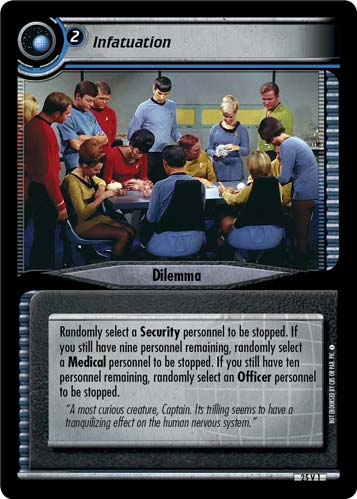 2
Infatuation
Dilemma
Randomly select a Security personnel to be stopped. If
you still have nine personnel remaining, randomly select
a Medical personnel to be stopped. If you still have ten
personnel remaining, randomly select an Officer personnel
to be stopped.
"A most curious creature, Captain. Its trilling seems to have a
tranquilizing effect on the human nervous system."
NOT ENDORSED BY CBS OR PAR. PIC.
25 V 1